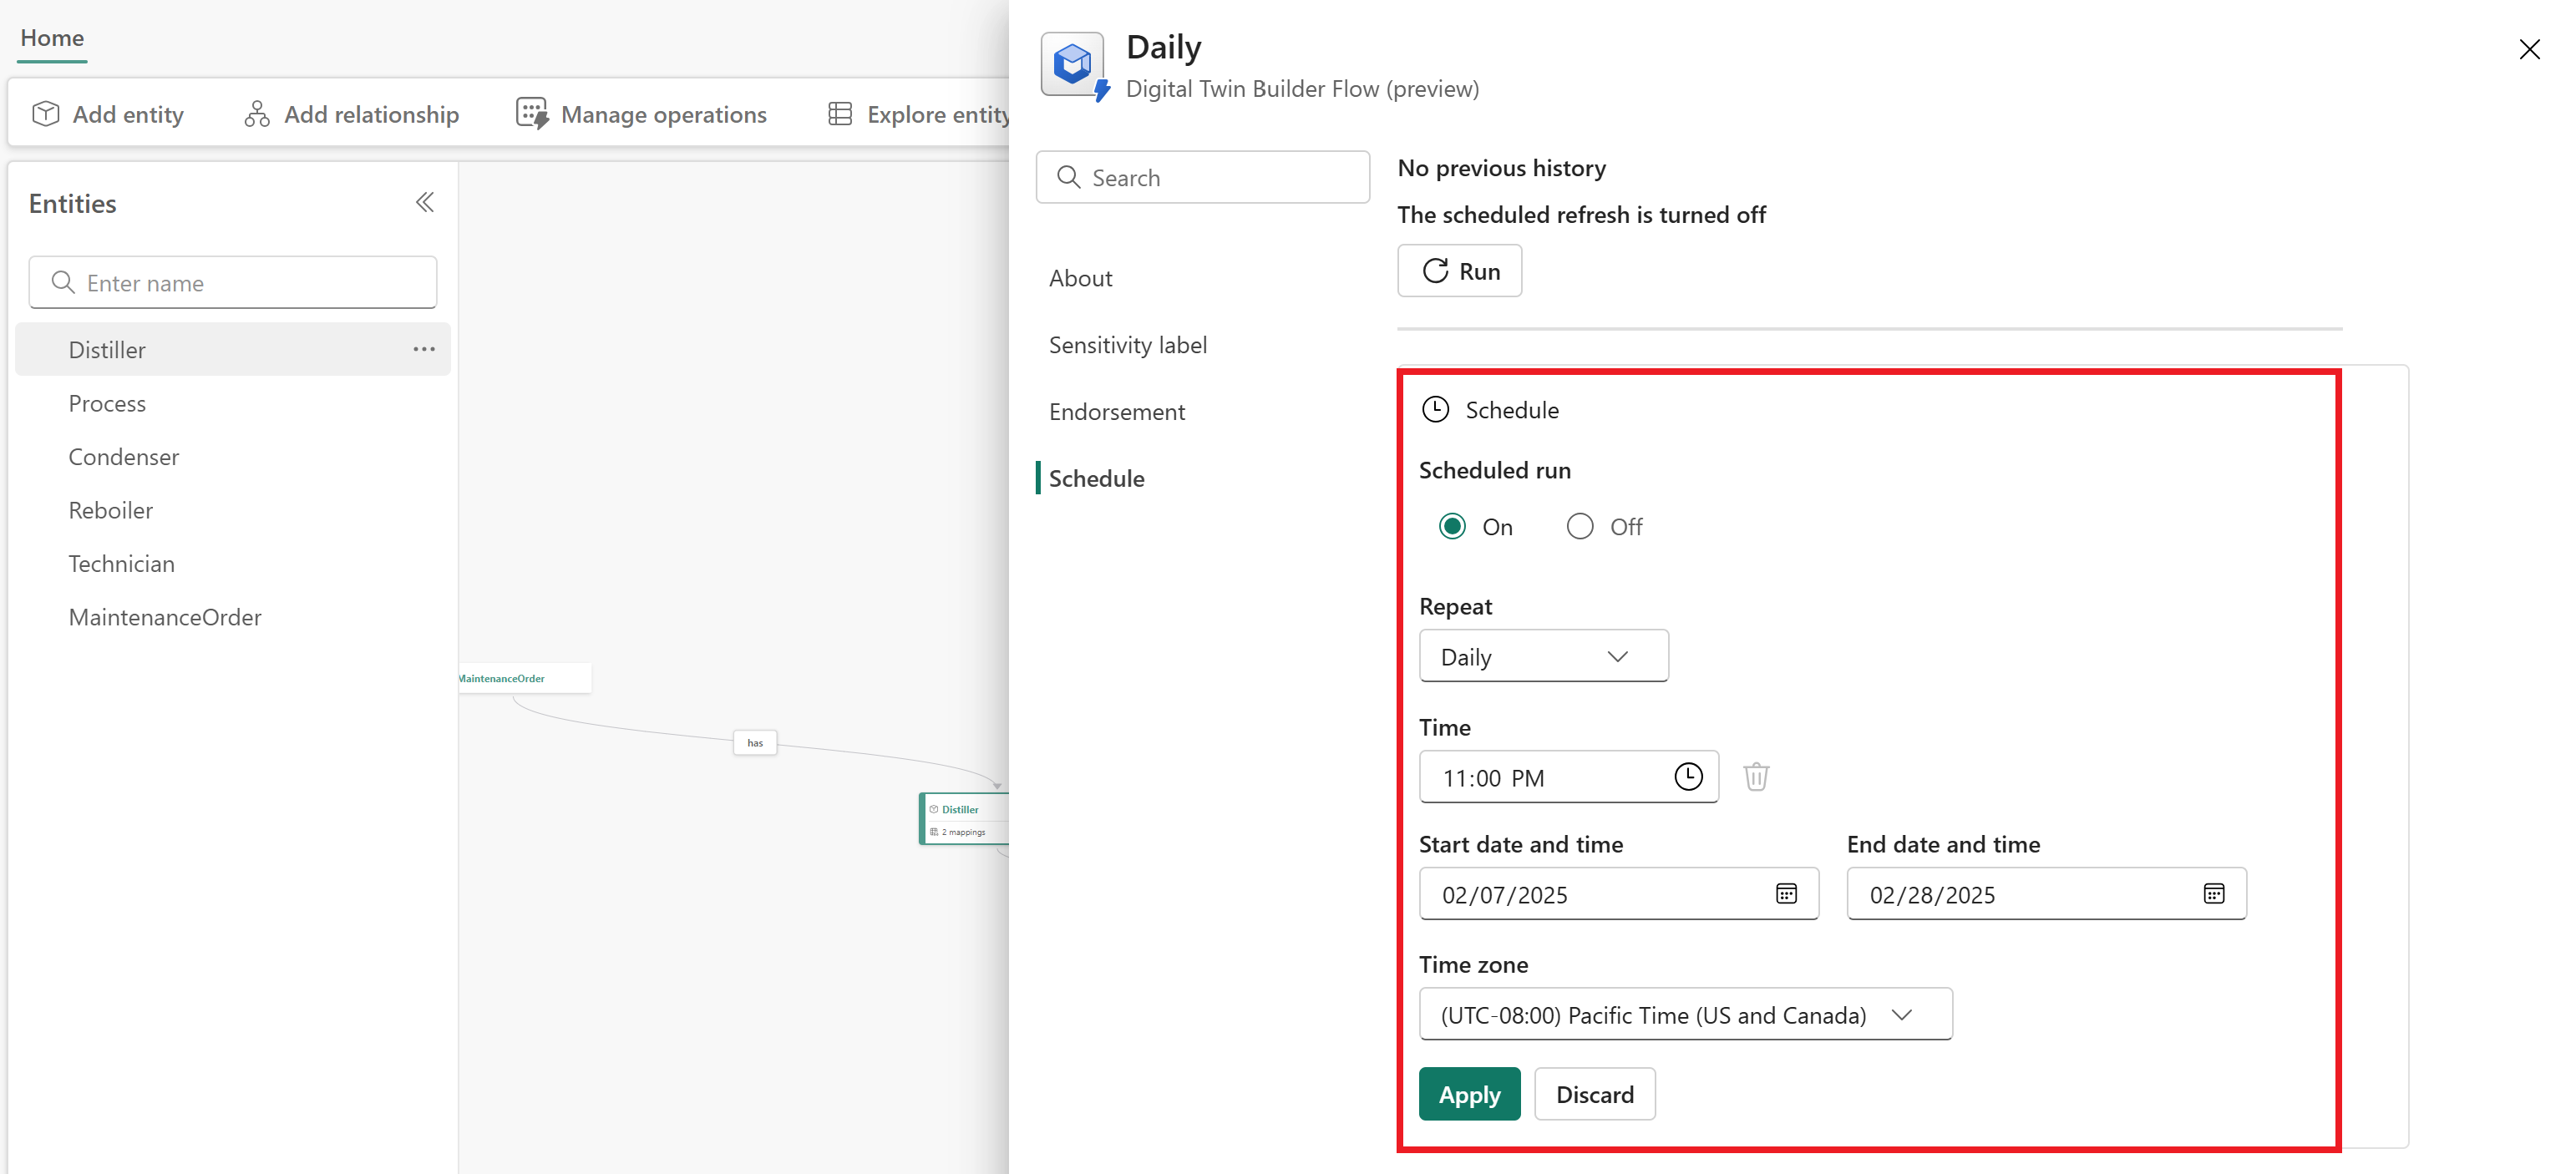 Home
Add entity
Add relationship
Manage operations
Explore entity
Entities
Enter name
Distiller
Process
Condenser
Reboiler
Technician
MaintenanceOrder
MaintenanceOrder
has
Distiller
2 mappings
Daily
Digital Twin Builder Flow (preview)
Search
About
Sensitivity label
Endorsement
Schedule
No previous history
The scheduled refresh is turned off
Run
Schedule
Scheduled run
On
Off
Repeat
Daily
Time
11:00 PM
Start date and time
End date and time
02/07/2025
02/28/2025
Time zone
(UTC-08:00) Pacific Time (US and Canada)
Apply
Discard